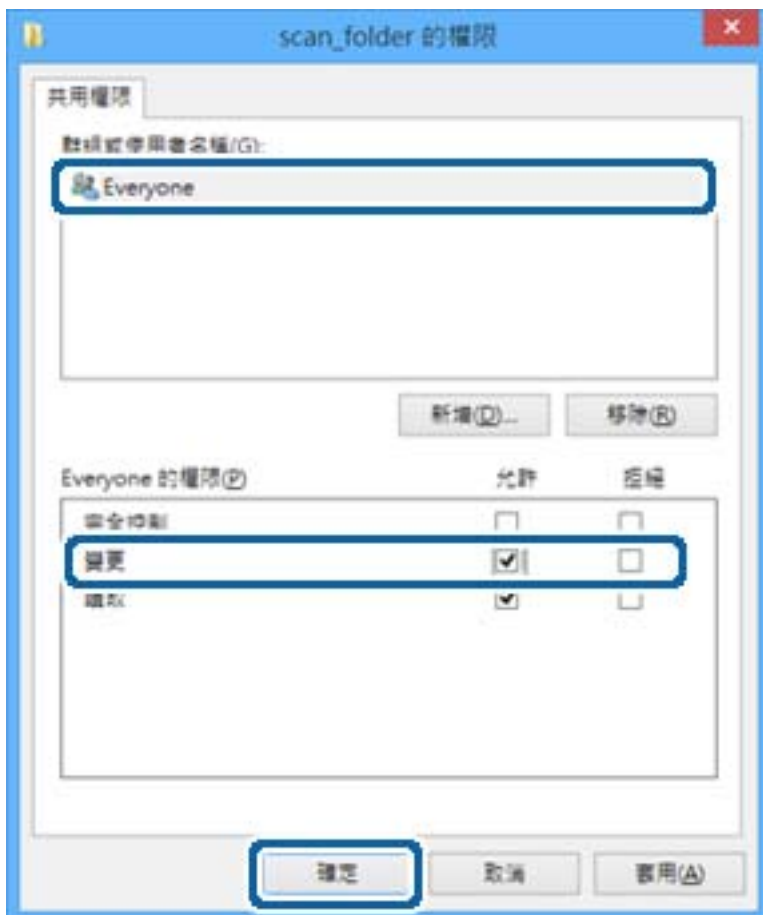 scan_folder 的權限
共用權限
群組或使用者名稱(G):
Everyone
新增(D)... 移除(R)
Everyone 的權限(P) 允許 拒絕
完全控制
變更
讀取
確定 取消 套用(A)